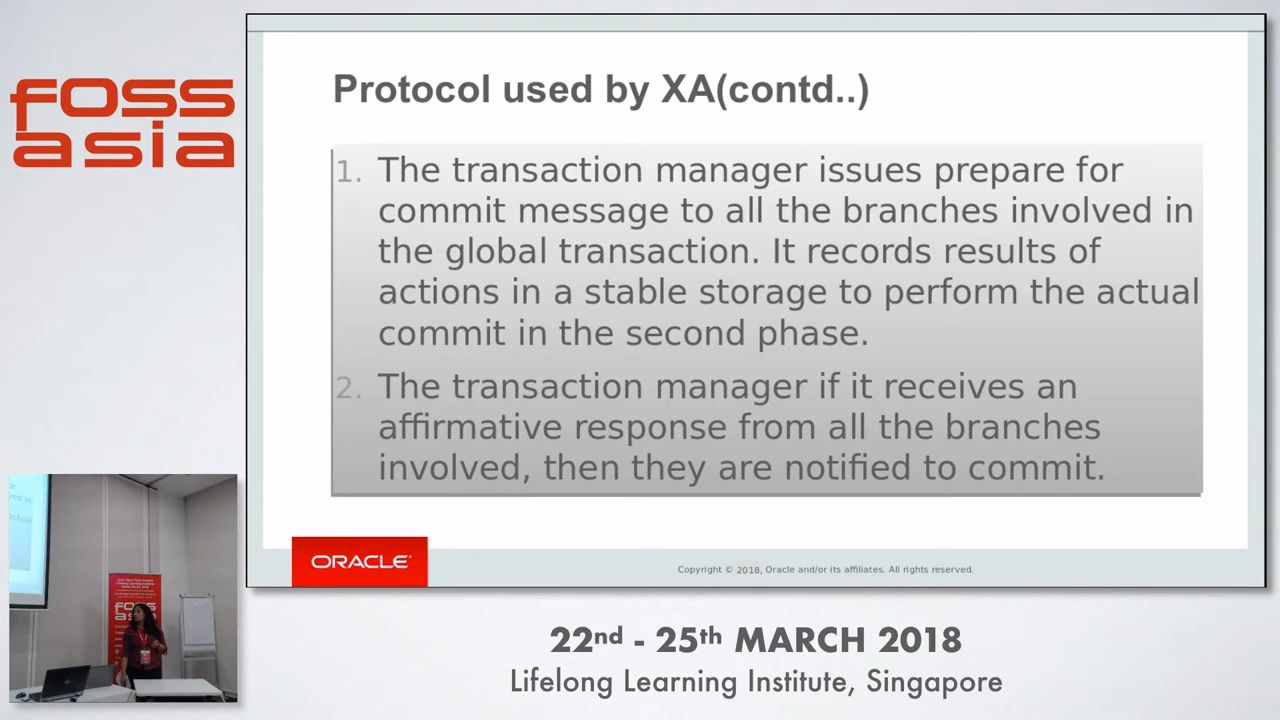 foss
asia
Protocol used by XA(contd..)
1. The transaction manager issues prepare for
commit message to all the branches involved in
the global transaction. It records results of
actions in a stable storage to perform the actual
commit in the second phase.
2. The transaction manager if it receives an
affirmative response from all the branches
involved, then they are notified to commit.
ORACLE
Copyright © 2018, Oracle and/or its affiliates. All rights reserved.
foss
asia
22nd - 25th MARCH 2018
Lifelong Learning Institute, Singapore